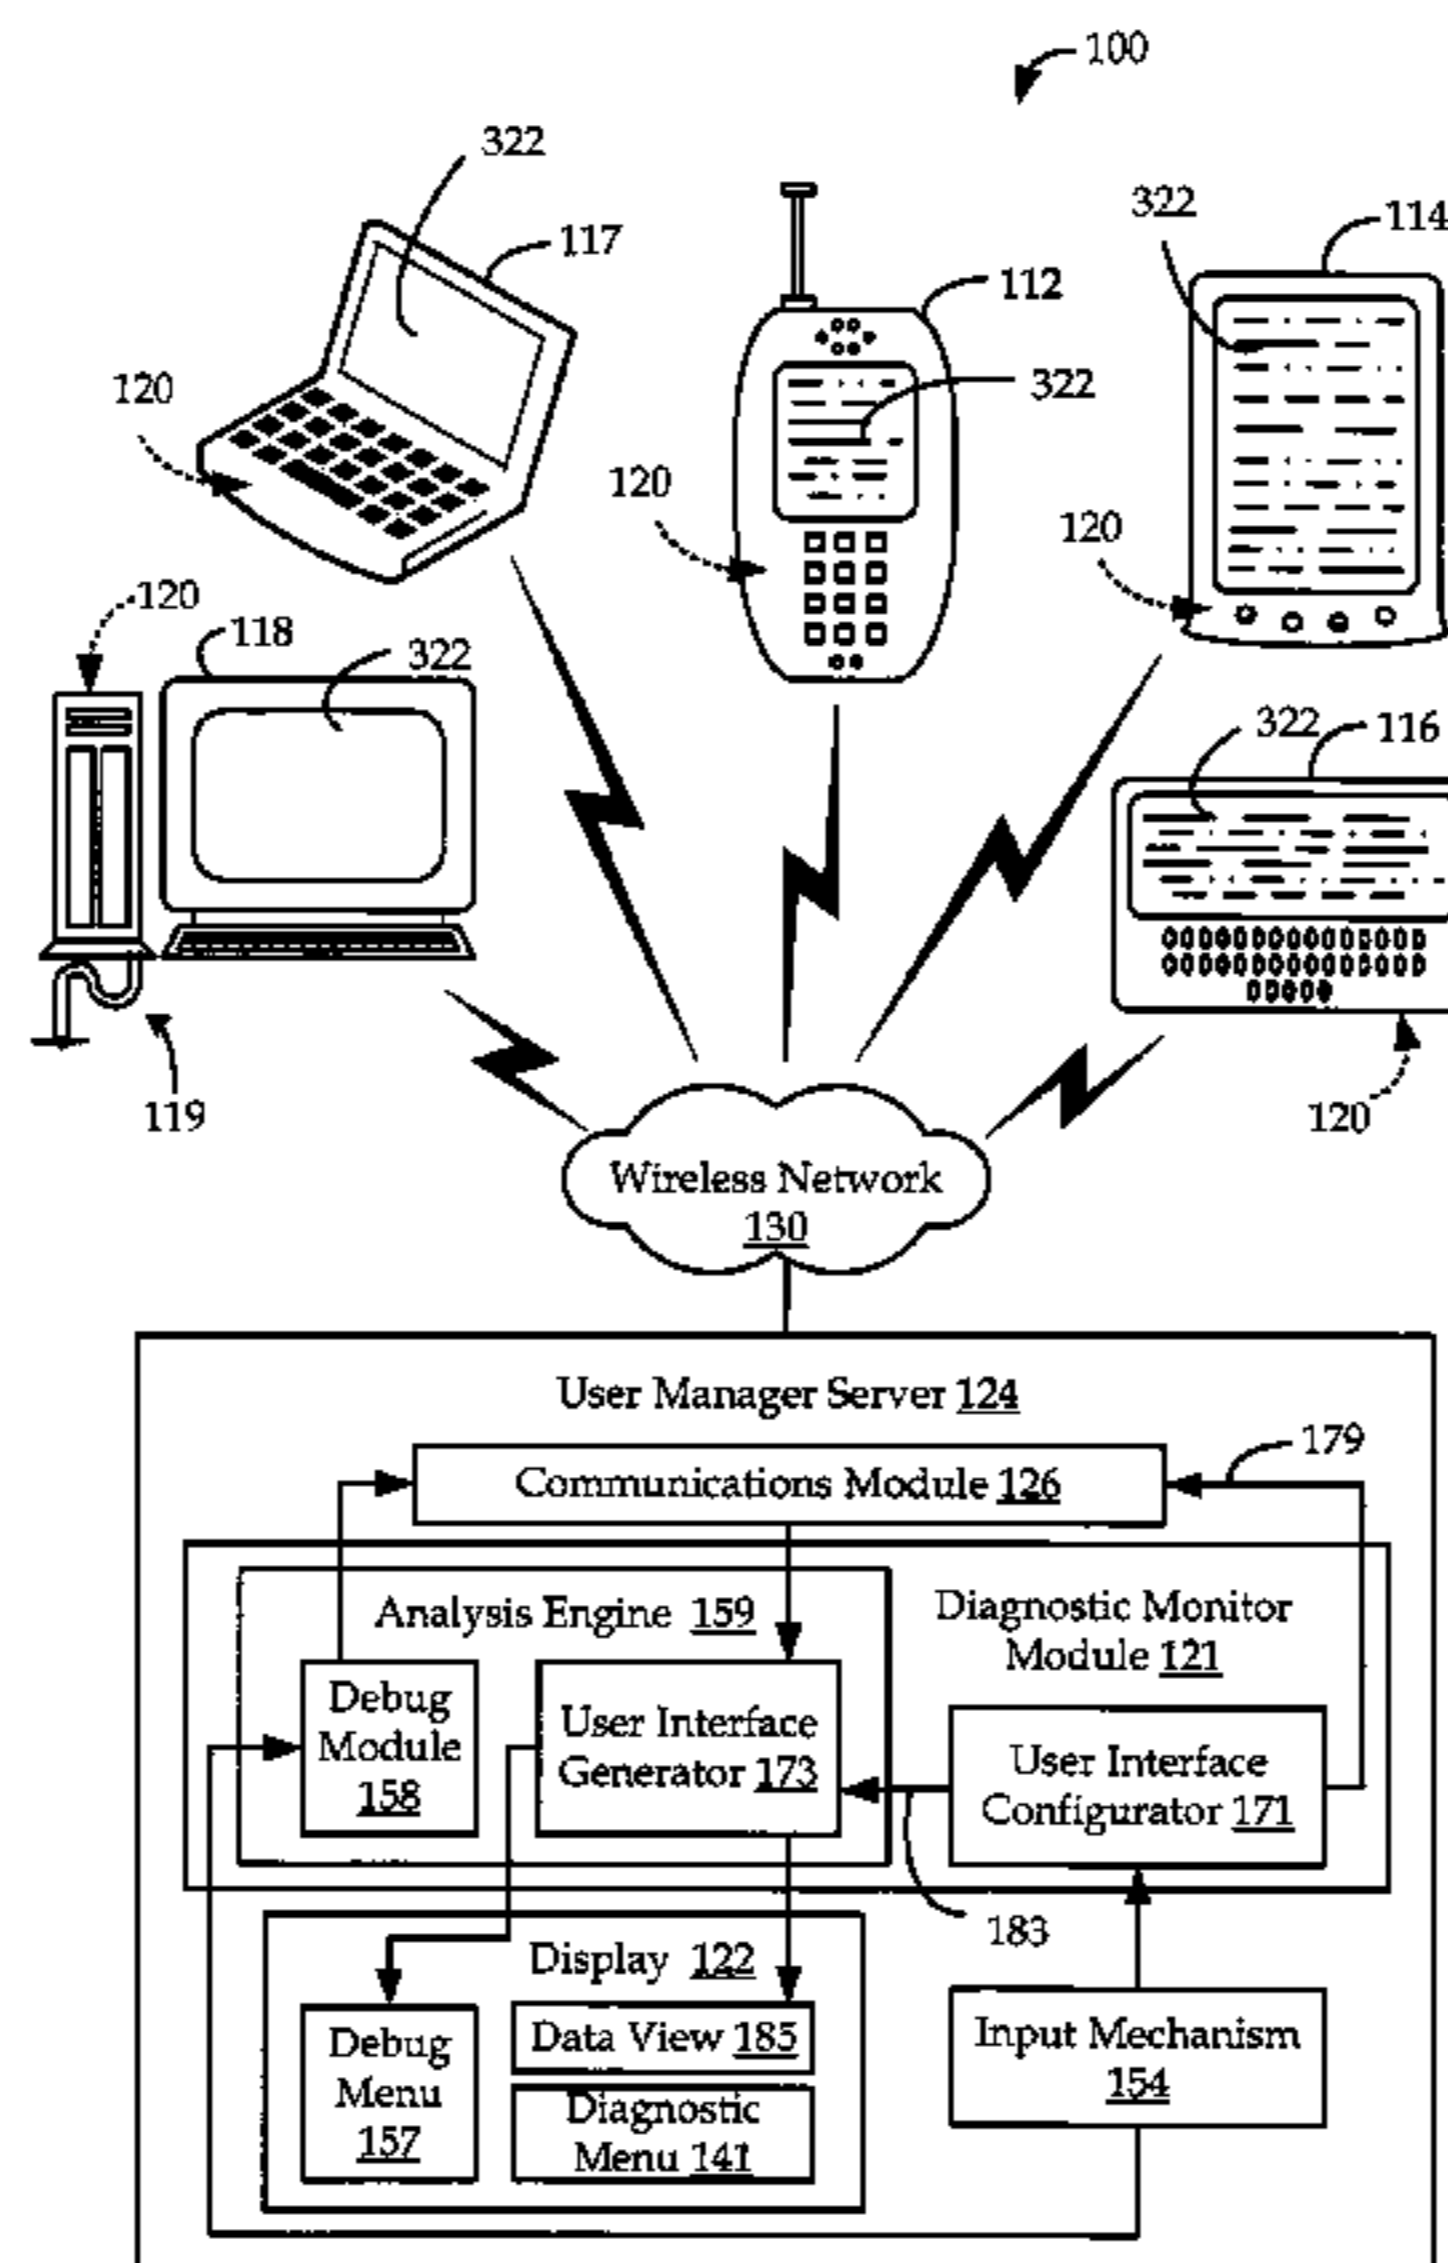 100
322
117
322
114
112
120
322
120
120
120
118
322
322
116
119
120
Wireless Network
130
User Manager Server 124
179
Communications Module 126
Analysis Engine 159
Diagnostic Monitor
Module 121
Debug
Module
158
User Interface
Generator 173
User Interface
Configurator 171
183
Display 122
Debug
Menu
157
Data View 185
Diagnostic
Menu 141
Input Mechanism
154